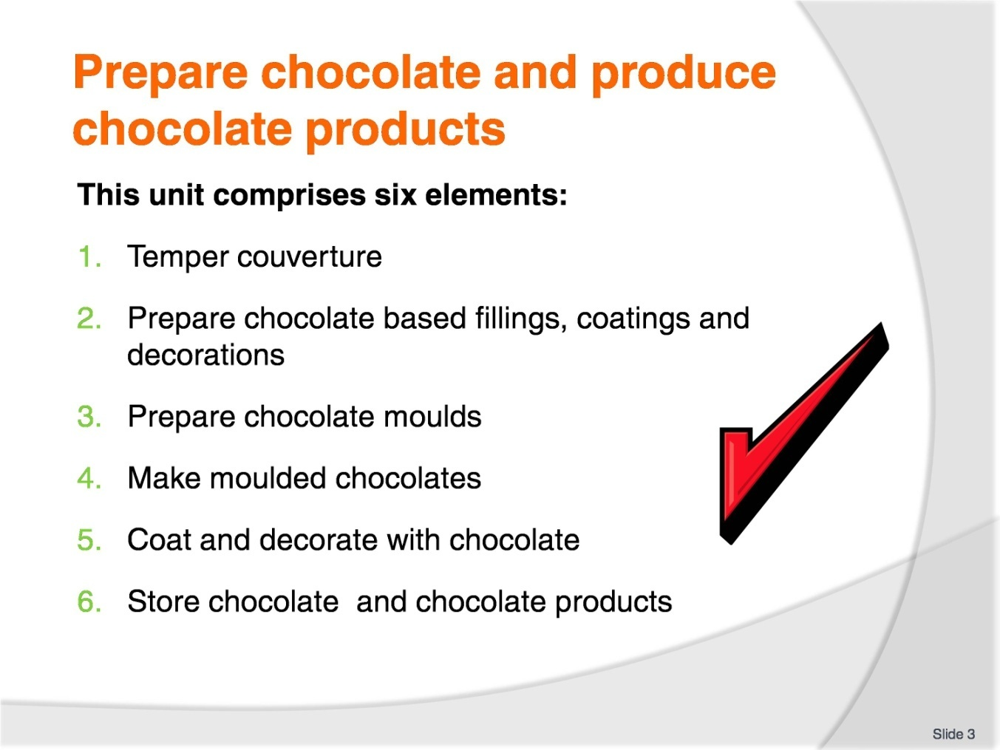 Prepare chocolate and produce
chocolate products
This unit comprises six elements:
1. Temper couverture
2. Prepare chocolate based fillings, coatings and
decorations
3. Prepare chocolate moulds
4. Make moulded chocolates
5. Coat and decorate with chocolate
6. Store chocolate  and chocolate products
Slide 3